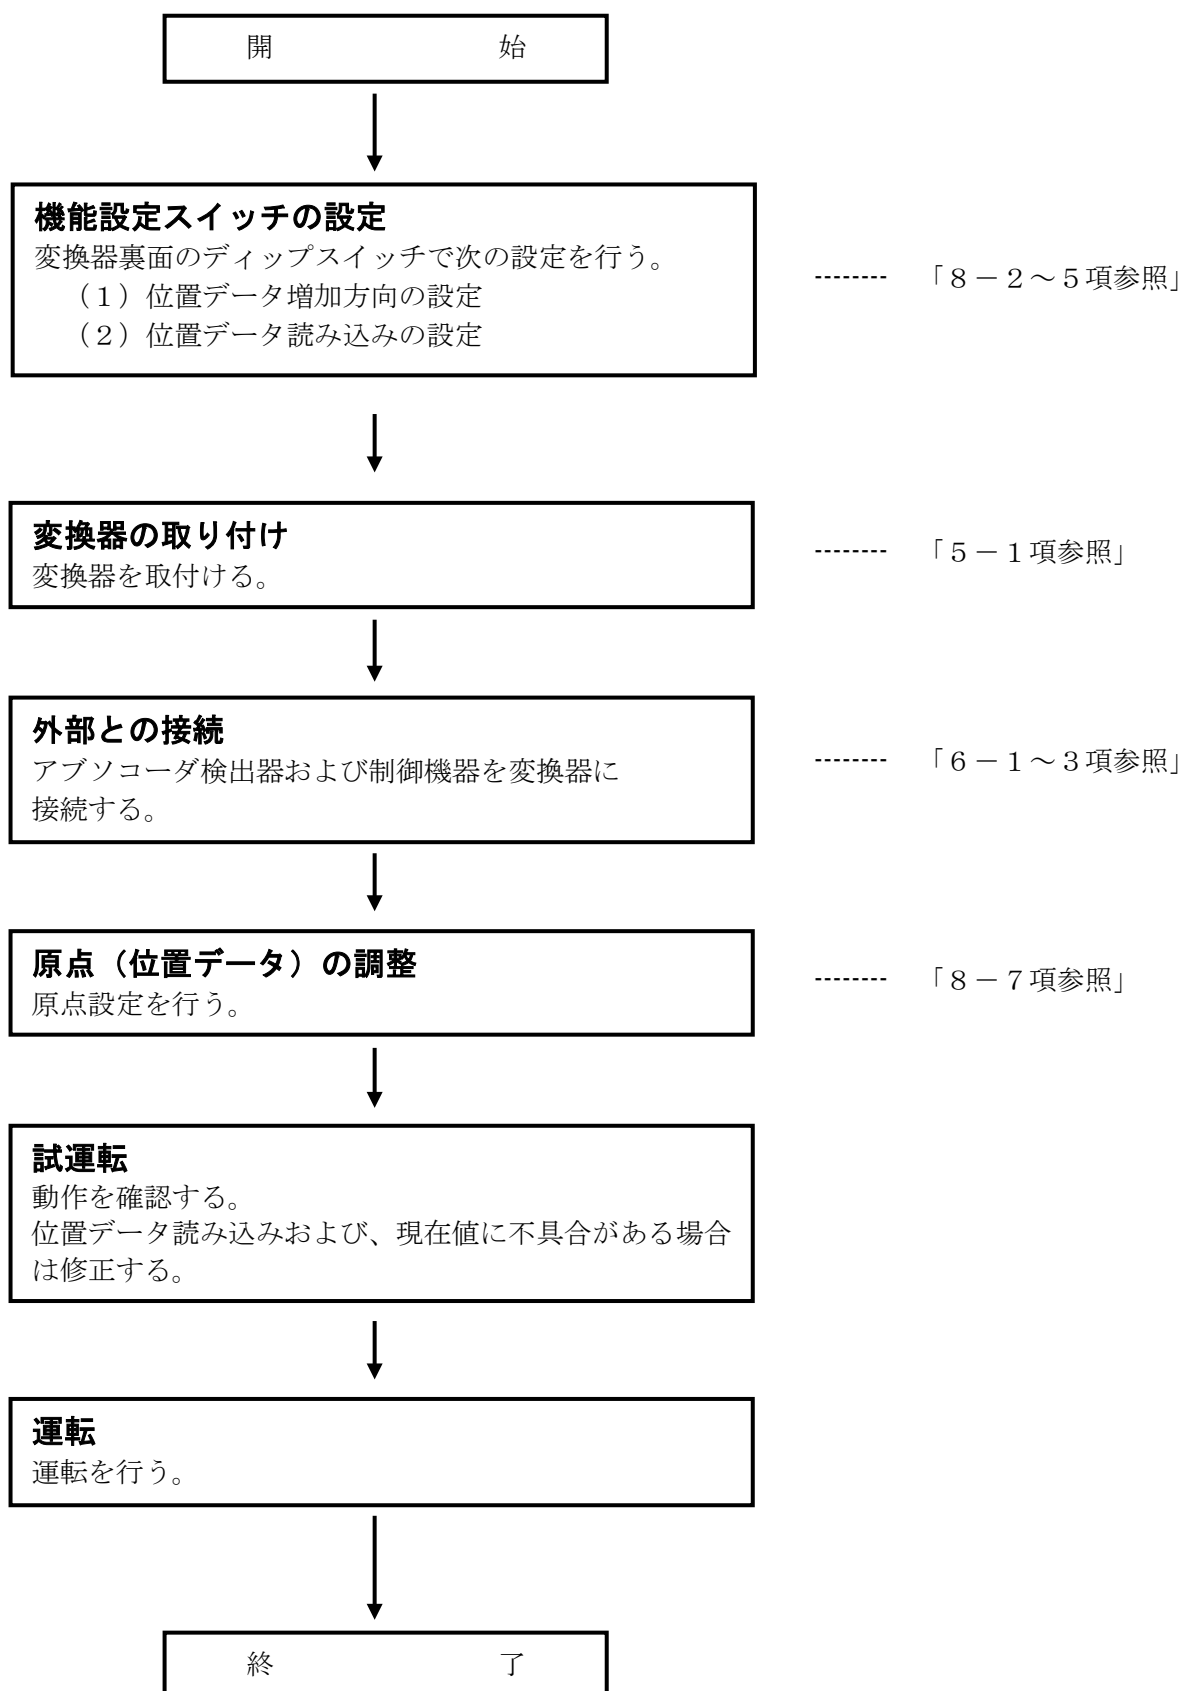 開　　　　　　　　始
機能設定スイッチの設定
変換器裏面のディップスイッチで次の設定を行う。
（１）位置データ増加方向の設定
（２）位置データ読み込みの設定
-------- 「８－２～５項参照」
変換器の取り付け
変換器を取付ける。
-------- 「５－１項参照」
外部との接続
アブソコーダ検出器および制御機器を変換器に
接続する。
-------- 「６－１～３項参照」
原点（位置データ）の調整
原点設定を行う。
-------- 「８－７項参照」
試運転
動作を確認する。
位置データ読み込みおよび、現在値に不具合がある場合
は修正する。
運転
運転を行う。
終　　　　　　　　了